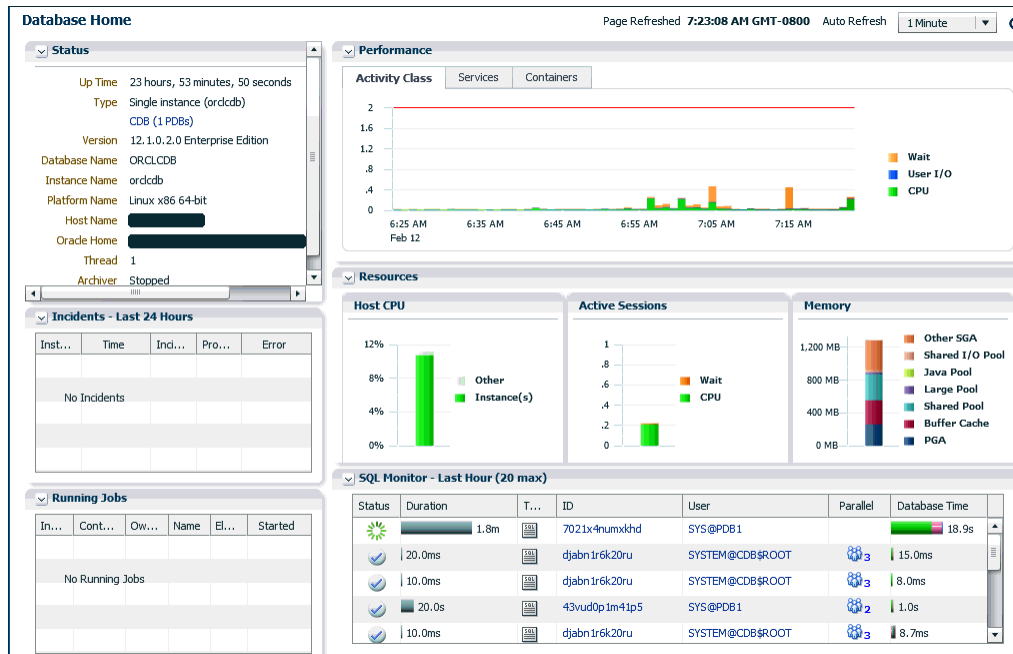 Database Home
Page Refreshed 7:23:08 AM GMT-0800 Auto Refresh 1 Minute
Status
Up Time 23 hours, 53 minutes, 50 seconds
Type Single instance (orclcdb)
CDB (1 PDBs)
Version 12.1.0.2.0 Enterprise Edition
Database Name ORCLCDB
Instance Name orclcdb
Platform Name Linux x86 64-bit
Host Name
Oracle Home
Thread 1
Archiver Stopped
Incidents - Last 24 Hours
Inst... Time Inci... Pro... Error
No Incidents
Running Jobs
In... Cont... Ow... Name El... Started
No Running Jobs
Performance
Activity Class Services Containers
2
1.6
1.2
.8
.4
0
6:25 AM 6:35 AM 6:45 AM 6:55 AM 7:05 AM 7:15 AM
Feb 12
Wait
User I/O
CPU
Resources
Host CPU
12%
8%
4%
0%
Other
Instance(s)
Active Sessions
1
.8
.6
.4
.2
0
Wait
CPU
Memory
1,200 MB
800 MB
400 MB
0 MB
Other SGA
Shared I/O Pool
Java Pool
Large Pool
Shared Pool
Buffer Cache
PGA
SQL Monitor - Last Hour (20 max)
Status Duration T... ID User Parallel Database Time
1.8m SQL 7021x4numxkhd SYS@PDB1 18.9s
20.0ms SQL djabn1r6k20ru SYSTEM@CDB$ROOT 3 15.0ms
10.0ms SQL djabn1r6k20ru SYSTEM@CDB$ROOT 3 8.0ms
20.0s SQL 43vud0p1m41p5 SYS@PDB1 2 1.0s
10.0ms SQL djabn1r6k20ru SYSTEM@CDB$ROOT 3 8.7ms